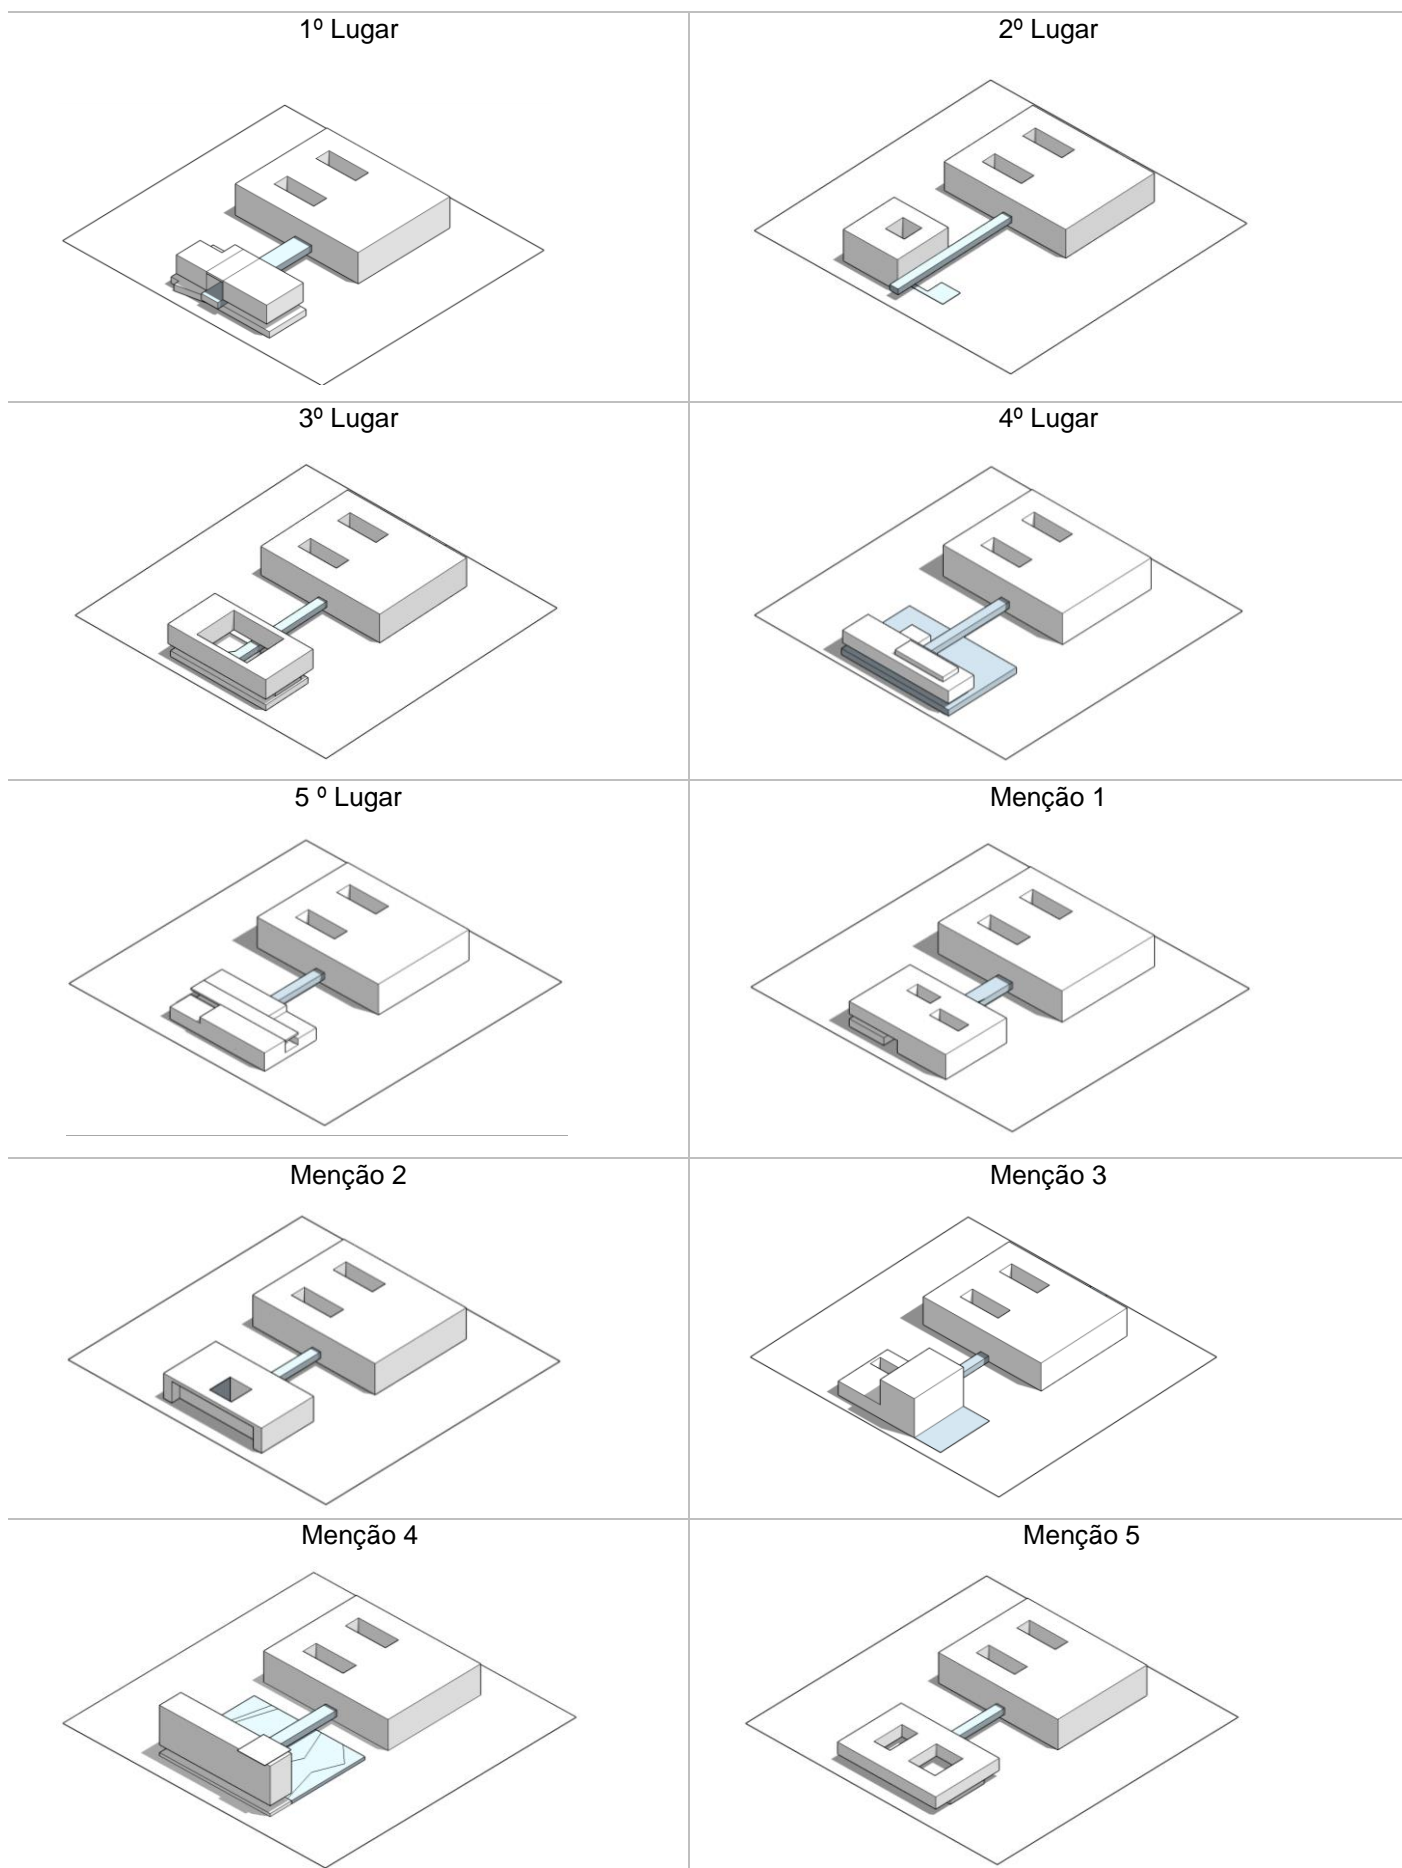 1º Lugar
2º Lugar
3º Lugar
4º Lugar
5 º Lugar
Menção 1
Menção 2
Menção 3
Menção 4
Menção 5